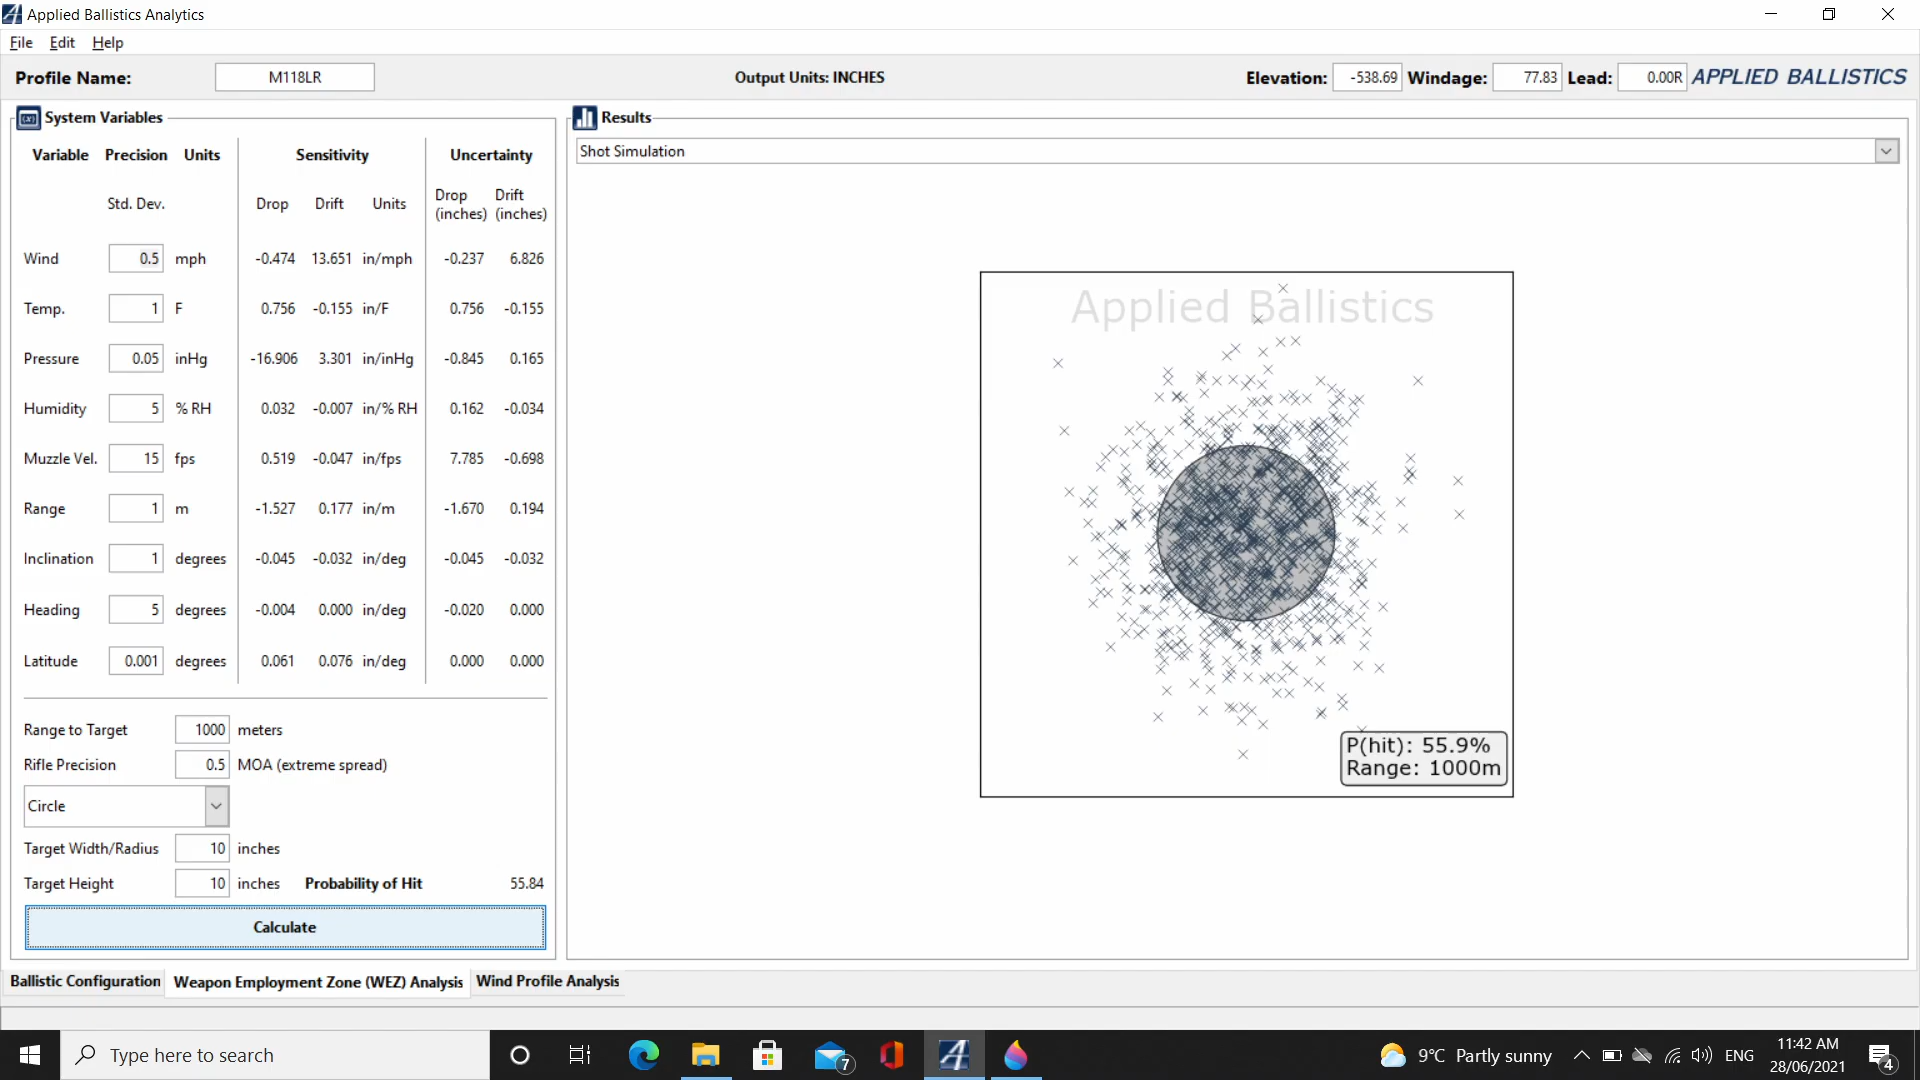 Applied Ballistics Analytics
File Edit Help
Profile Name: M118LR Output Units: INCHES Elevation: -538.69 Windage: 77.83 Lead: 0.00R APPLIED BALLISTICS
System Variables
Variable Precision Units Sensitivity Uncertainty
Std. Dev. Drop Drift Units Drop (inches) Drift (inches)
Wind 0.5 mph -0.474 13.651 in/mph -0.237 6.826
Temp. 1 F 0.756 -0.155 in/F 0.756 -0.155
Pressure 0.05 inHg -16.906 3.301 in/inHg -0.845 0.165
Humidity 5 % RH 0.032 -0.007 in/% RH 0.162 -0.034
Muzzle Vel. 15 fps 0.519 -0.047 in/fps 7.785 -0.698
Range 1 m -1.527 0.177 in/m -1.670 0.194
Inclination 1 degrees -0.045 -0.032 in/deg -0.045 -0.032
Heading 5 degrees -0.004 0.000 in/deg -0.020 0.000
Latitude 0.001 degrees 0.061 0.076 in/deg 0.000 0.000
Range to Target 1000 meters
Rifle Precision 0.5 MOA (extreme spread)
Circle
Target Width/Radius 10 inches
Target Height 10 inches Probability of Hit 55.84
Calculate
Results
Shot Simulation
Applied Ballistics
P(hit): 55.9%
Range: 1000m
Ballistic Configuration Weapon Employment Zone (WEZ) Analysis Wind Profile Analysis
Type here to search
7
9°C Partly sunny
ENG
11:42 AM
28/06/2021
4